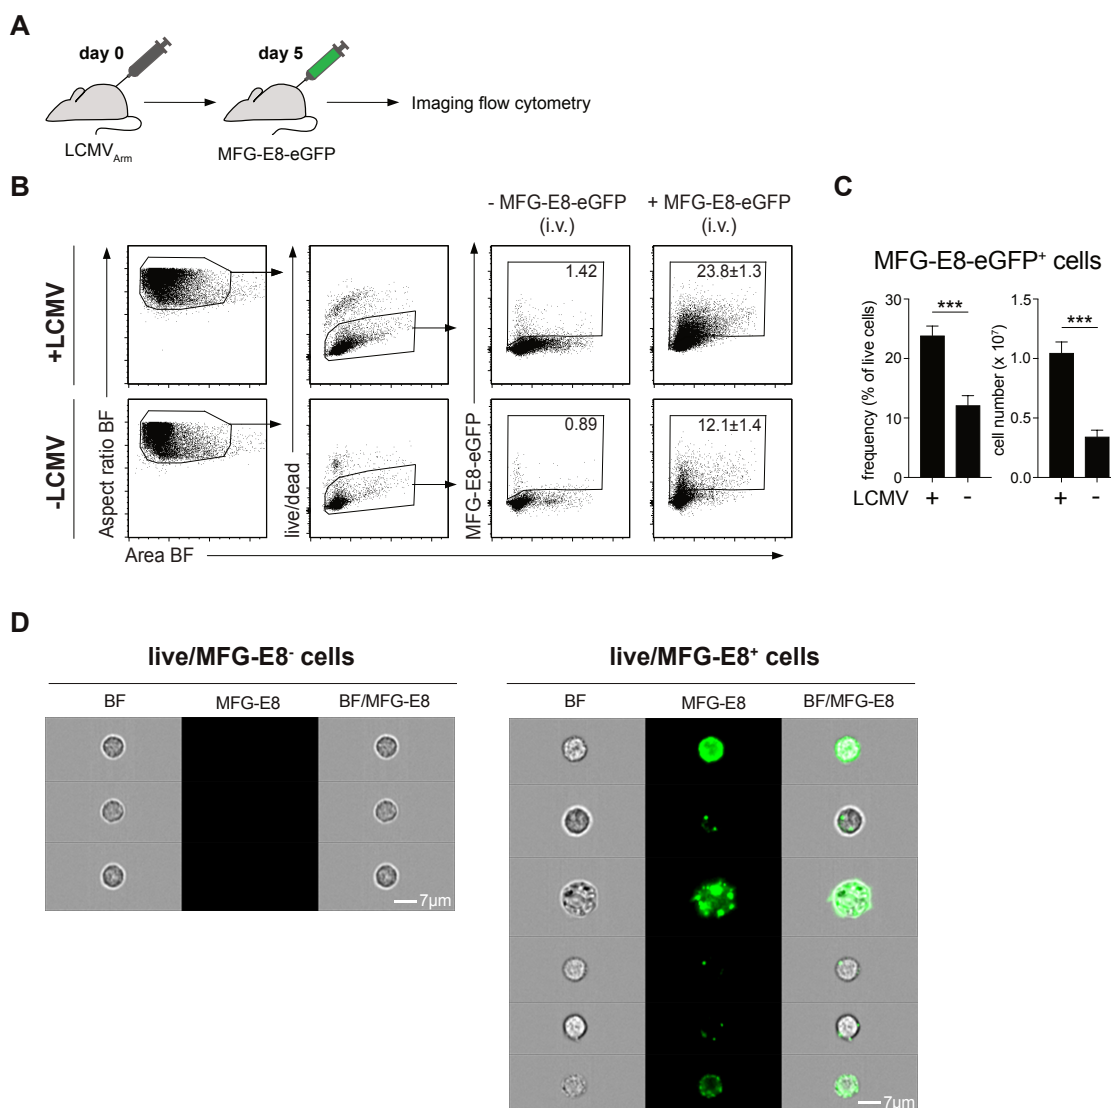 A
day 0
day 5
LCMVArm
MFG-E8-eGFP
Imaging flow cytometry
B
- MFG-E8-eGFP
(i.v.)
+ MFG-E8-eGFP
(i.v.)
+LCMV
-LCMV
Aspect ratio BF
live/dead
MFG-E8-eGFP
1.42
23.8±1.3
0.89
12.1±1.4
Area BF
C
MFG-E8-eGFP+ cells
frequency (% of live cells)
30
20
10
0
***
cell number (x 10⁷)
1.5
1.0
0.5
0.0
***
LCMV + - + -
D
live/MFG-E8- cells
BF MFG-E8 BF/MFG-E8
7µm
live/MFG-E8+ cells
BF MFG-E8 BF/MFG-E8
7µm